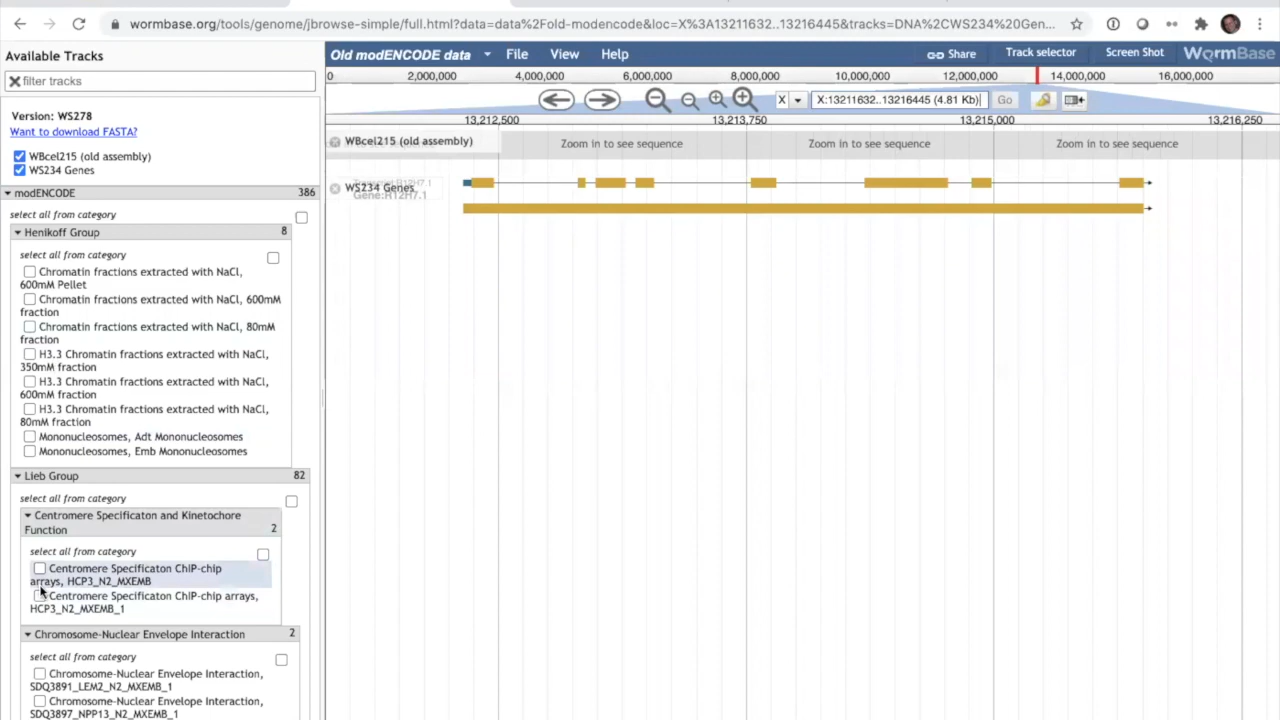 wormbase.org/tools/genome/jbrowse-simple/full.html?data=data%2Fold-modencode&loc=X%3A13211632..13216445&tracks=DNA%2CWS234%20Gen...
Available Tracks
filter tracks
Version: WS278
Want to download FASTA?
WBcel215 (old assembly)
WS234 Genes
modENCODE 386
select all from category
Henikoff Group 8
select all from category
Chromatin fractions extracted with NaCl,
600mM Pellet
Chromatin fractions extracted with NaCl, 600mM
fraction
Chromatin fractions extracted with NaCl, 80mM
fraction
H3.3 Chromatin fractions extracted with NaCl,
350mM fraction
H3.3 Chromatin fractions extracted with NaCl,
600mM fraction
H3.3 Chromatin fractions extracted with NaCl,
80mM fraction
Mononucleosomes, Adt Mononucleosomes
Mononucleosomes, Emb Mononucleosomes
Lieb Group 82
select all from category
Centromere Specificaton and Kinetochore
Function 2
select all from category
Centromere Specificaton ChIP-chip
arrays, HCP3_N2_MXEMB
Centromere Specificaton ChIP-chip arrays,
HCP3_N2_MXEMB_1
Chromosome-Nuclear Envelope Interaction 2
select all from category
Chromosome-Nuclear Envelope Interaction,
SDQ3891_LEM2_N2_MXEMB_1
Chromosome-Nuclear Envelope Interaction,
SDQ3897_NPP13_N2_MXEMB_1
Old modENCODE data File View Help Share Track selector Screen Shot WormBase
0 2,000,000 4,000,000 6,000,000 8,000,000 10,000,000 12,000,000 14,000,000 16,000,000
X X:13211632..13216445 (4.81 Kb) Go
13,212,500 13,213,750 13,215,000 13,216,250
WBcel215 (old assembly) Zoom in to see sequence Zoom in to see sequence Zoom in to see sequence
WS234 Genes
Gene:R12H7.1